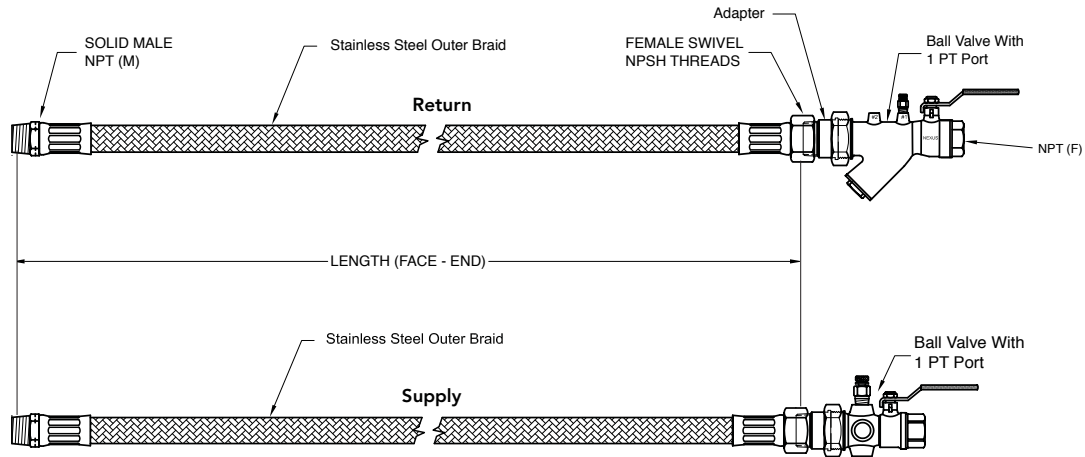 Adapter
SOLID MALE
NPT (M)
Stainless Steel Outer Braid
FEMALE SWIVEL
NPSH THREADS
Ball Valve With
1 PT Port
Return
NEXUS
NPT (F)
LENGTH (FACE - END)
Stainless Steel Outer Braid
Ball Valve With
1 PT Port
Supply